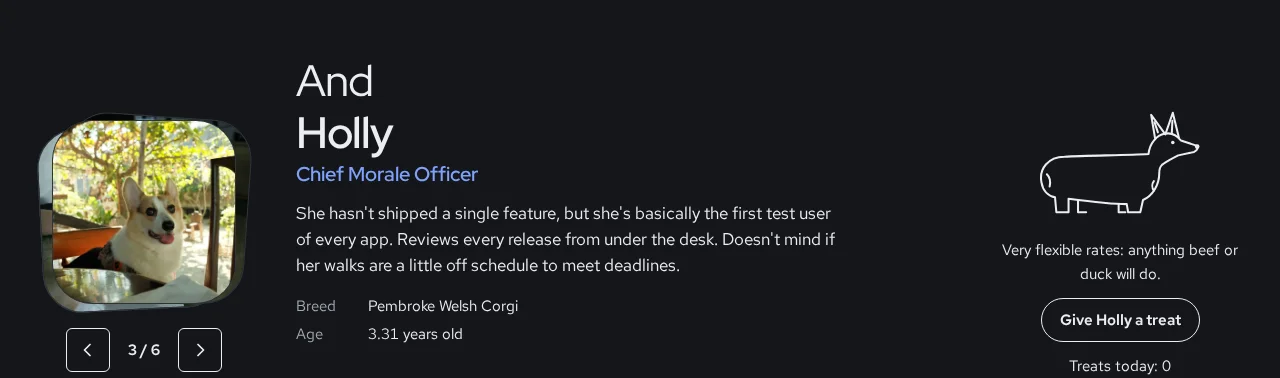 And
Holly
Chief Morale Officer
She hasn't shipped a single feature, but she's basically the first test user
of every app. Reviews every release from under the desk. Doesn't mind if
her walks are a little off schedule to meet deadlines.
Breed Pembroke Welsh Corgi
Age 3.31 years old
3 / 6
Very flexible rates: anything beef or
duck will do.
Give Holly a treat
Treats today: 0